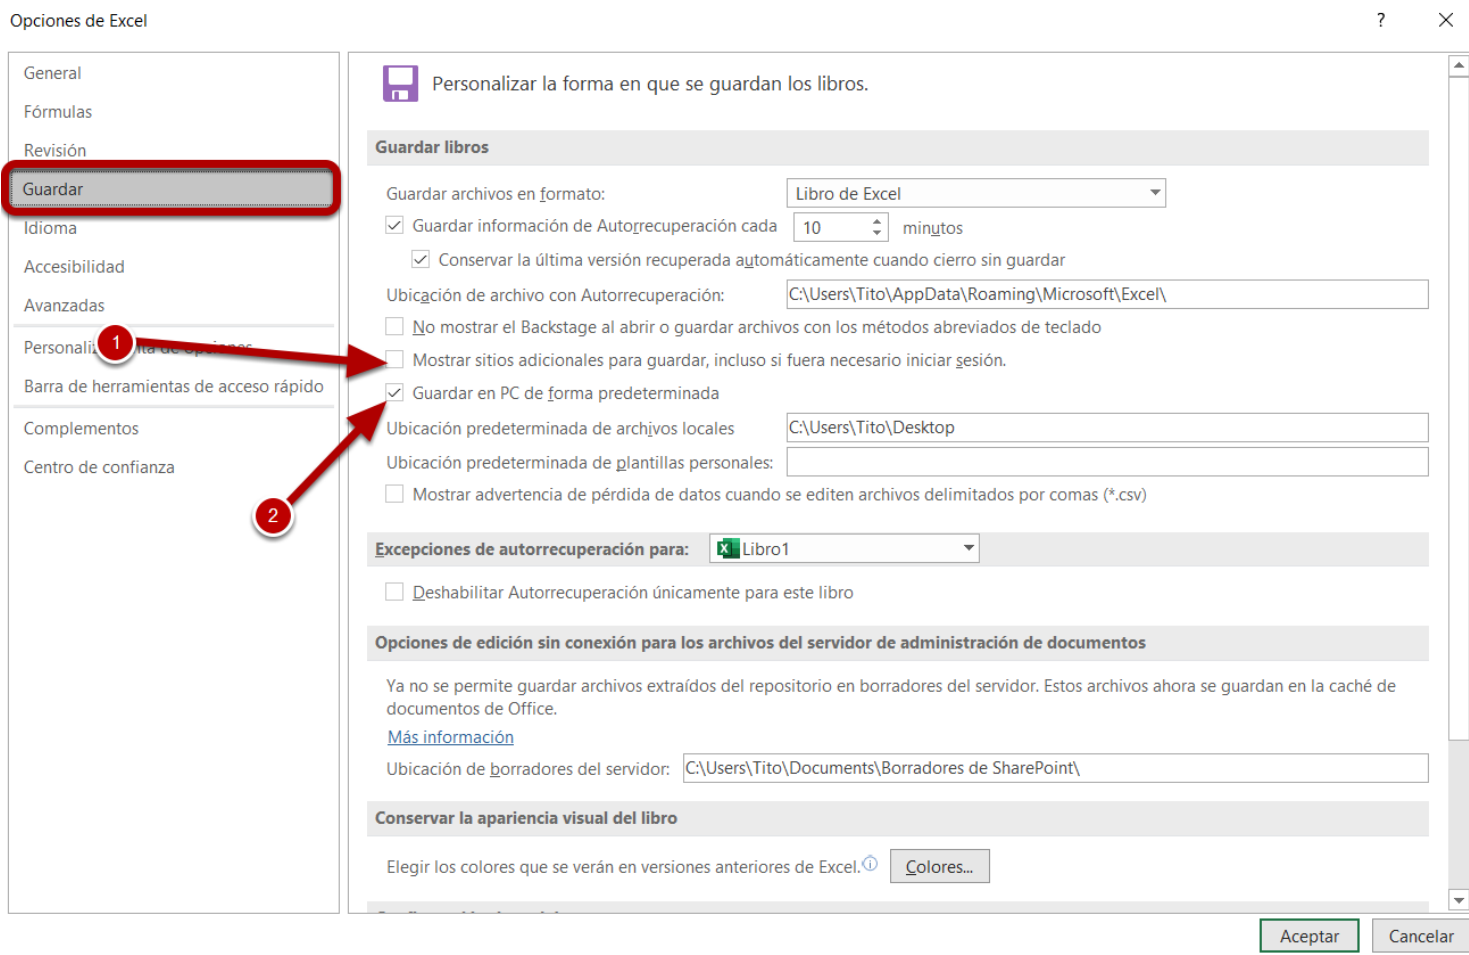 Opciones de Excel
?
General
Fórmulas
Revisión
Guardar
Idioma
Accesibilidad
Avanzadas
de opciones
Barra de herramientas de acceso rápido
Complementos
Centro de confianza
1
2
Personalizar la forma en que se guardan los libros.
Guardar libros
Guardar archivos en formato: Libro de Excel
Guardar información de Autorrecuperación cada 10 minutos
Conservar la última versión recuperada automáticamente cuando cierro sin guardar
Ubicación de archivo con Autorrecuperación: C:\Users\Tito\AppData\Roaming\Microsoft\Excel\
No mostrar el Backstage al abrir o guardar archivos con los métodos abreviados de teclado
Mostrar sitios adicionales para guardar, incluso si fuera necesario iniciar sesión.
Guardar en PC de forma predeterminada
Ubicación predeterminada de archivos locales C:\Users\Tito\Desktop
Ubicación predeterminada de plantillas personales:
Mostrar advertencia de pérdida de datos cuando se editen archivos delimitados por comas (*.csv)
Excepciones de autorrecuperación para: Libro1
Deshabilitar Autorrecuperación únicamente para este libro
Opciones de edición sin conexión para los archivos del servidor de administración de documentos
Ya no se permite guardar archivos extraídos del repositorio en borradores del servidor. Estos archivos ahora se guardan en la caché de
documentos de Office.
Más información
Ubicación de borradores del servidor: C:\Users\Tito\Documents\Borradores de SharePoint\
Conservar la apariencia visual del libro
Elegir los colores que se verán en versiones anteriores de Excel. Colores...
Aceptar Cancelar